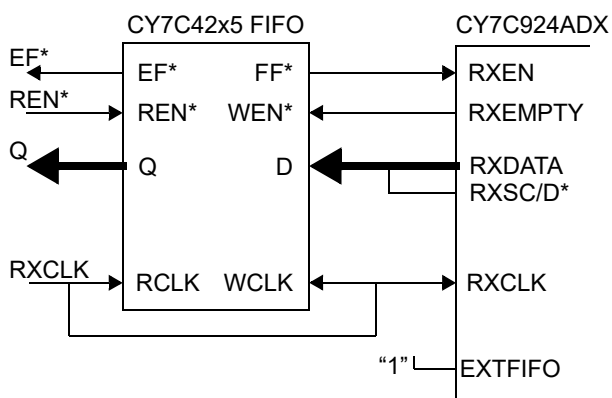 CY7C42x5 FIFO CY7C924ADX
EF* EF* FF* RXEN
REN* REN* WEN* RXEMPTY
Q Q D RXDATA
RXSC/D*
RXCLK RCLK WCLK RXCLK
“1” EXTFIFO